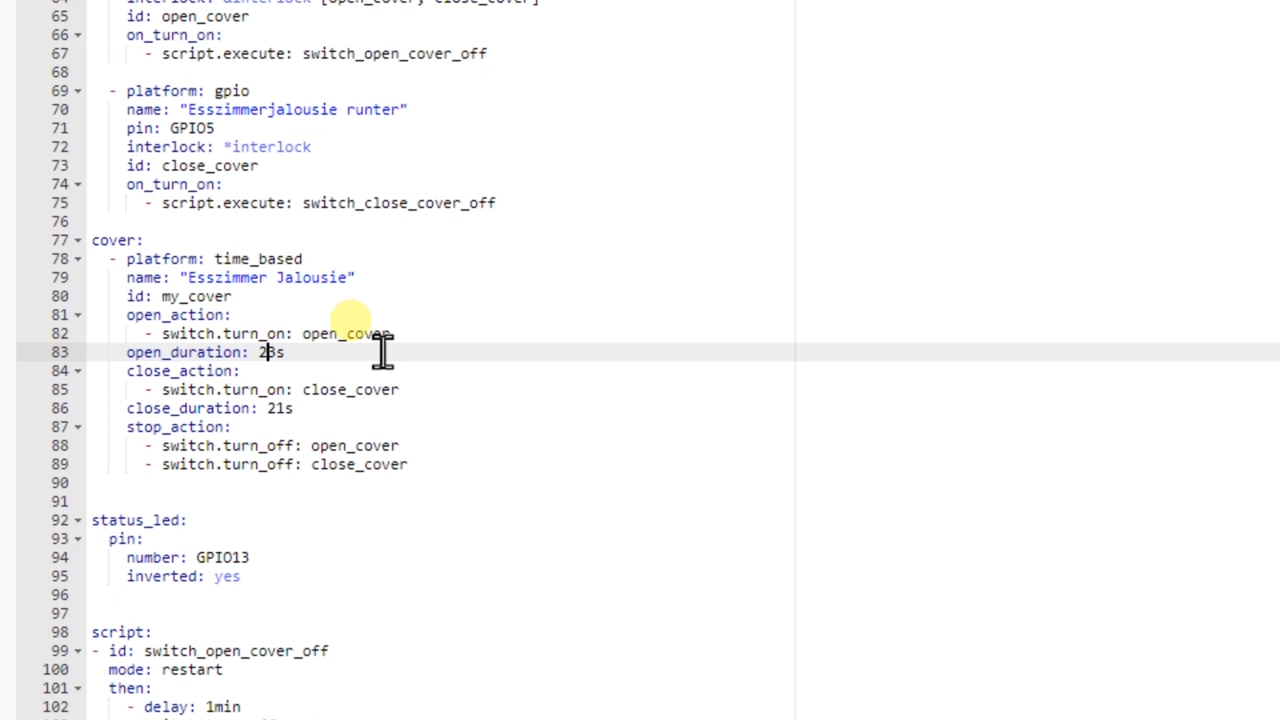 64 interlock: &interlock [open_cover, close_cover]
65 id: open_cover
66 on_turn_on:
67 - script.execute: switch_open_cover_off
68
69 - platform: gpio
70 name: "Esszimmerjalousie runter"
71 pin: GPIO5
72 interlock: *interlock
73 id: close_cover
74 on_turn_on:
75 - script.execute: switch_close_cover_off
76
77 cover:
78 - platform: time_based
79 name: "Esszimmer Jalousie"
80 id: my_cover
81 open_action:
82 - switch.turn_on: open_cover
83 open_duration: 23s
84 close_action:
85 - switch.turn_on: close_cover
86 close_duration: 21s
87 stop_action:
88 - switch.turn_off: open_cover
89 - switch.turn_off: close_cover
90
91
92 status_led:
93 pin:
94 number: GPIO13
95 inverted: yes
96
97
98 script:
99 - id: switch_open_cover_off
100 mode: restart
101 then:
102 - delay: 1min